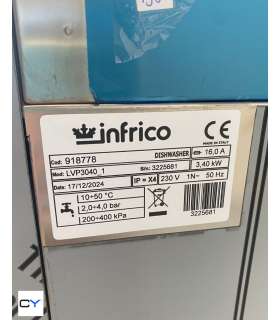 infrico
CE
MADE IN ITALY
Cod: 918778
DISHWASHER
16,0 A
Mod: LVP3040_1
S/n: 3225681
3,40 kW
Date: 17/12/2024
IP = X4
230 V 1N~ 50 Hz
10÷50 °C
2,0÷4,0 bar
200÷400 kPa
3225681
CY